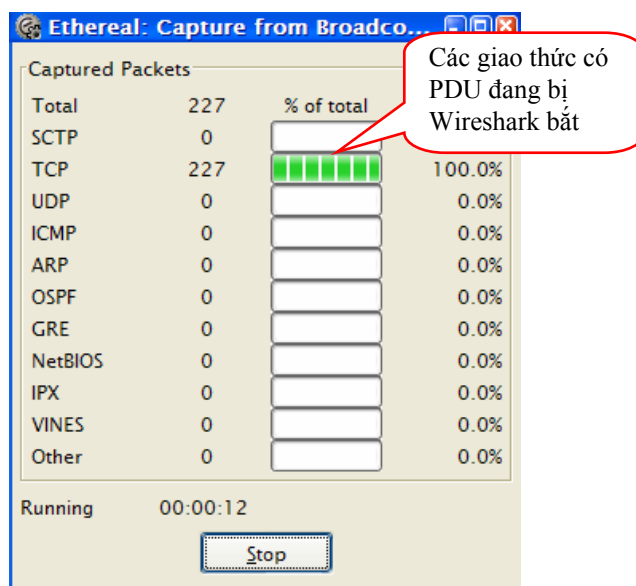 Ethereal: Capture from Broadco...
Các giao thức có
PDU đang bị
Wireshark bắt
Captured Packets
Total 227 % of total
SCTP 0
TCP 227 100.0%
UDP 0 0.0%
ICMP 0 0.0%
ARP 0 0.0%
OSPF 0 0.0%
GRE 0 0.0%
NetBIOS 0 0.0%
IPX 0 0.0%
VINES 0 0.0%
Other 0 0.0%
Running 00:00:12
Stop